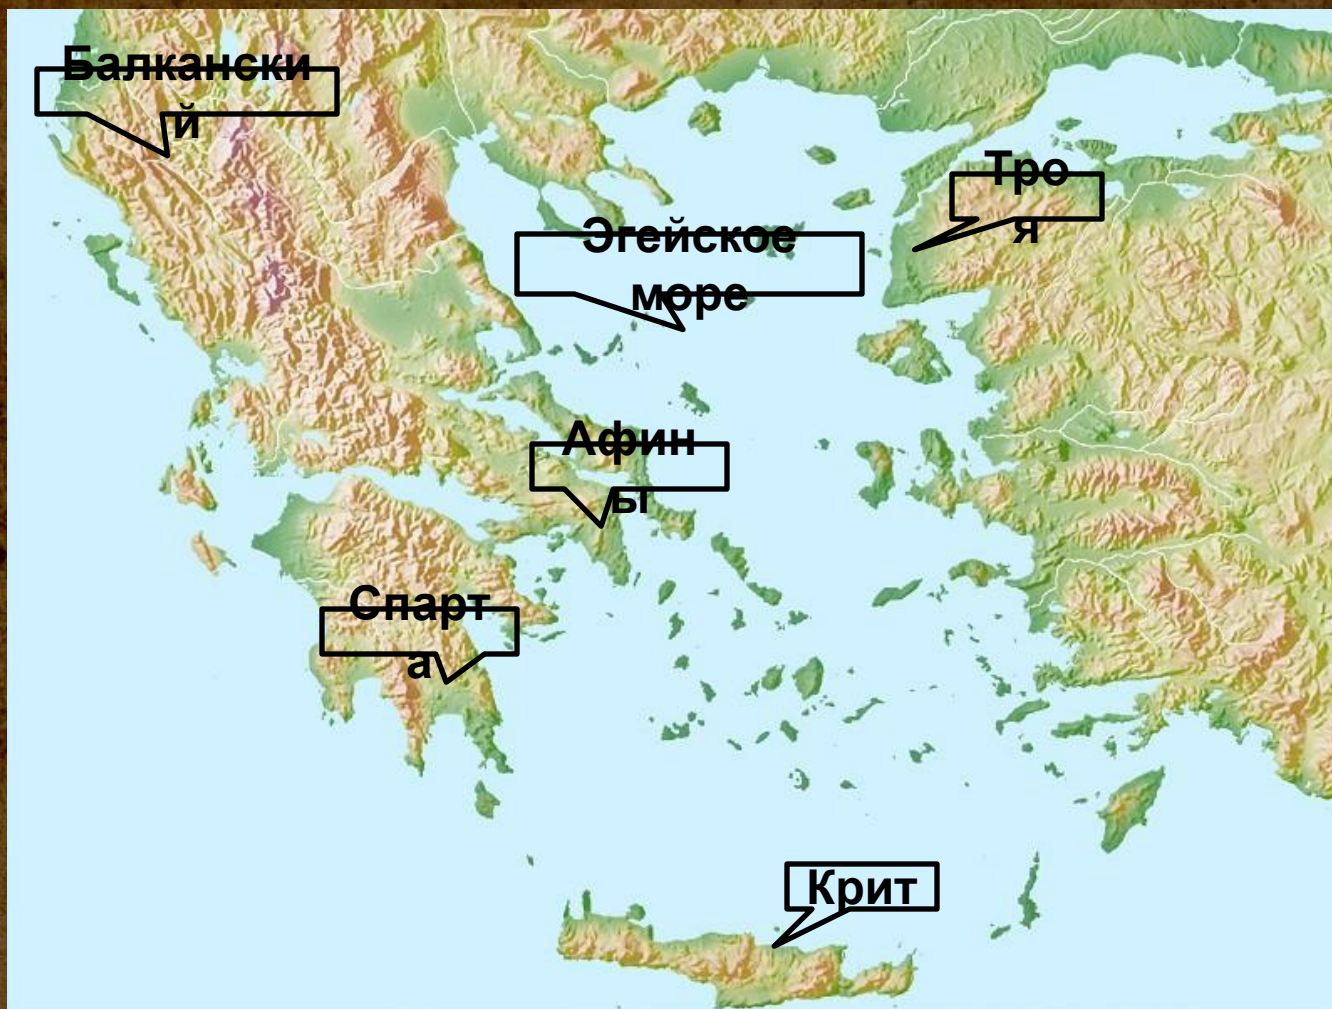 Балкански
й
Тро
я
Эгейское
море
Афин
ы
Спарт
а
Крит